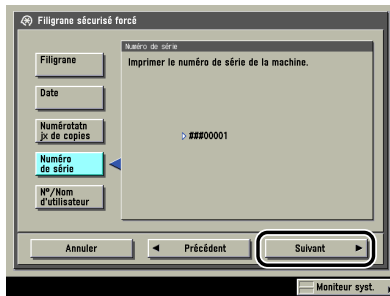 Filigrane sécurisé forcé
Numéro de série
Imprimer le numéro de série de la machine.
Filigrane
Date
Numérotatn
jx de copies
###00001
Numéro
de série
Nº/Nom
d'utilisateur
Annuler
Précédent
Suivant
Moniteur syst.